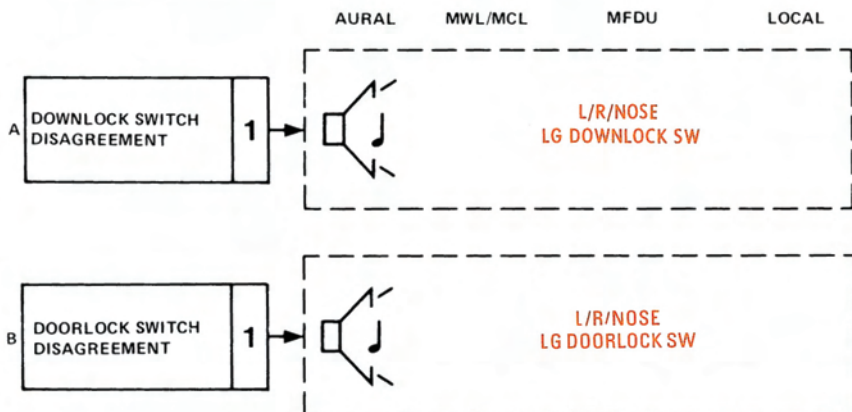 AURAL MWL/MCL MFDU LOCAL
A
DOWNLOCK SWITCH
DISAGREEMENT
1
L/R/NOSE
LG DOWNLOCK SW
B
DOORLOCK SWITCH
DISAGREEMENT
1
L/R/NOSE
LG DOORLOCK SW